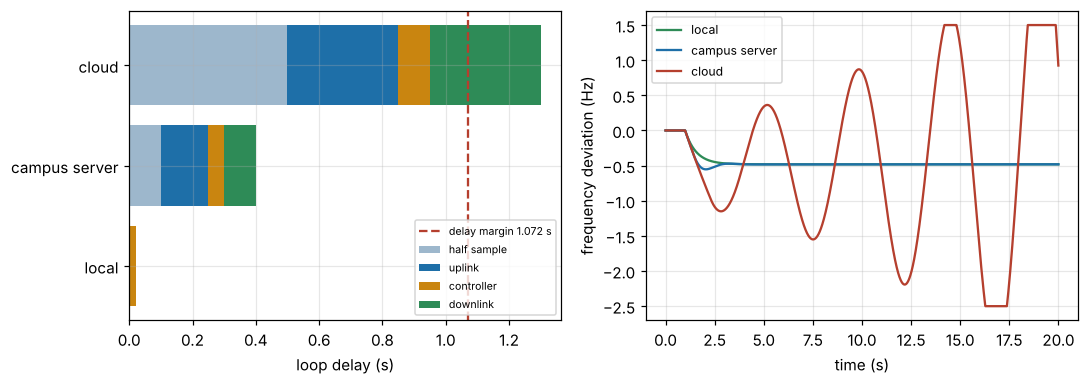 cloud
campus server
local
0.0 0.2 0.4 0.6 0.8 1.0 1.2
loop delay (s)
delay margin 1.072 s
half sample
uplink
controller
downlink
frequency deviation (Hz)
1.5
1.0
0.5
0.0
−0.5
−1.0
−1.5
−2.0
−2.5
local
campus server
cloud
0.0 2.5 5.0 7.5 10.0 12.5 15.0 17.5 20.0
time (s)